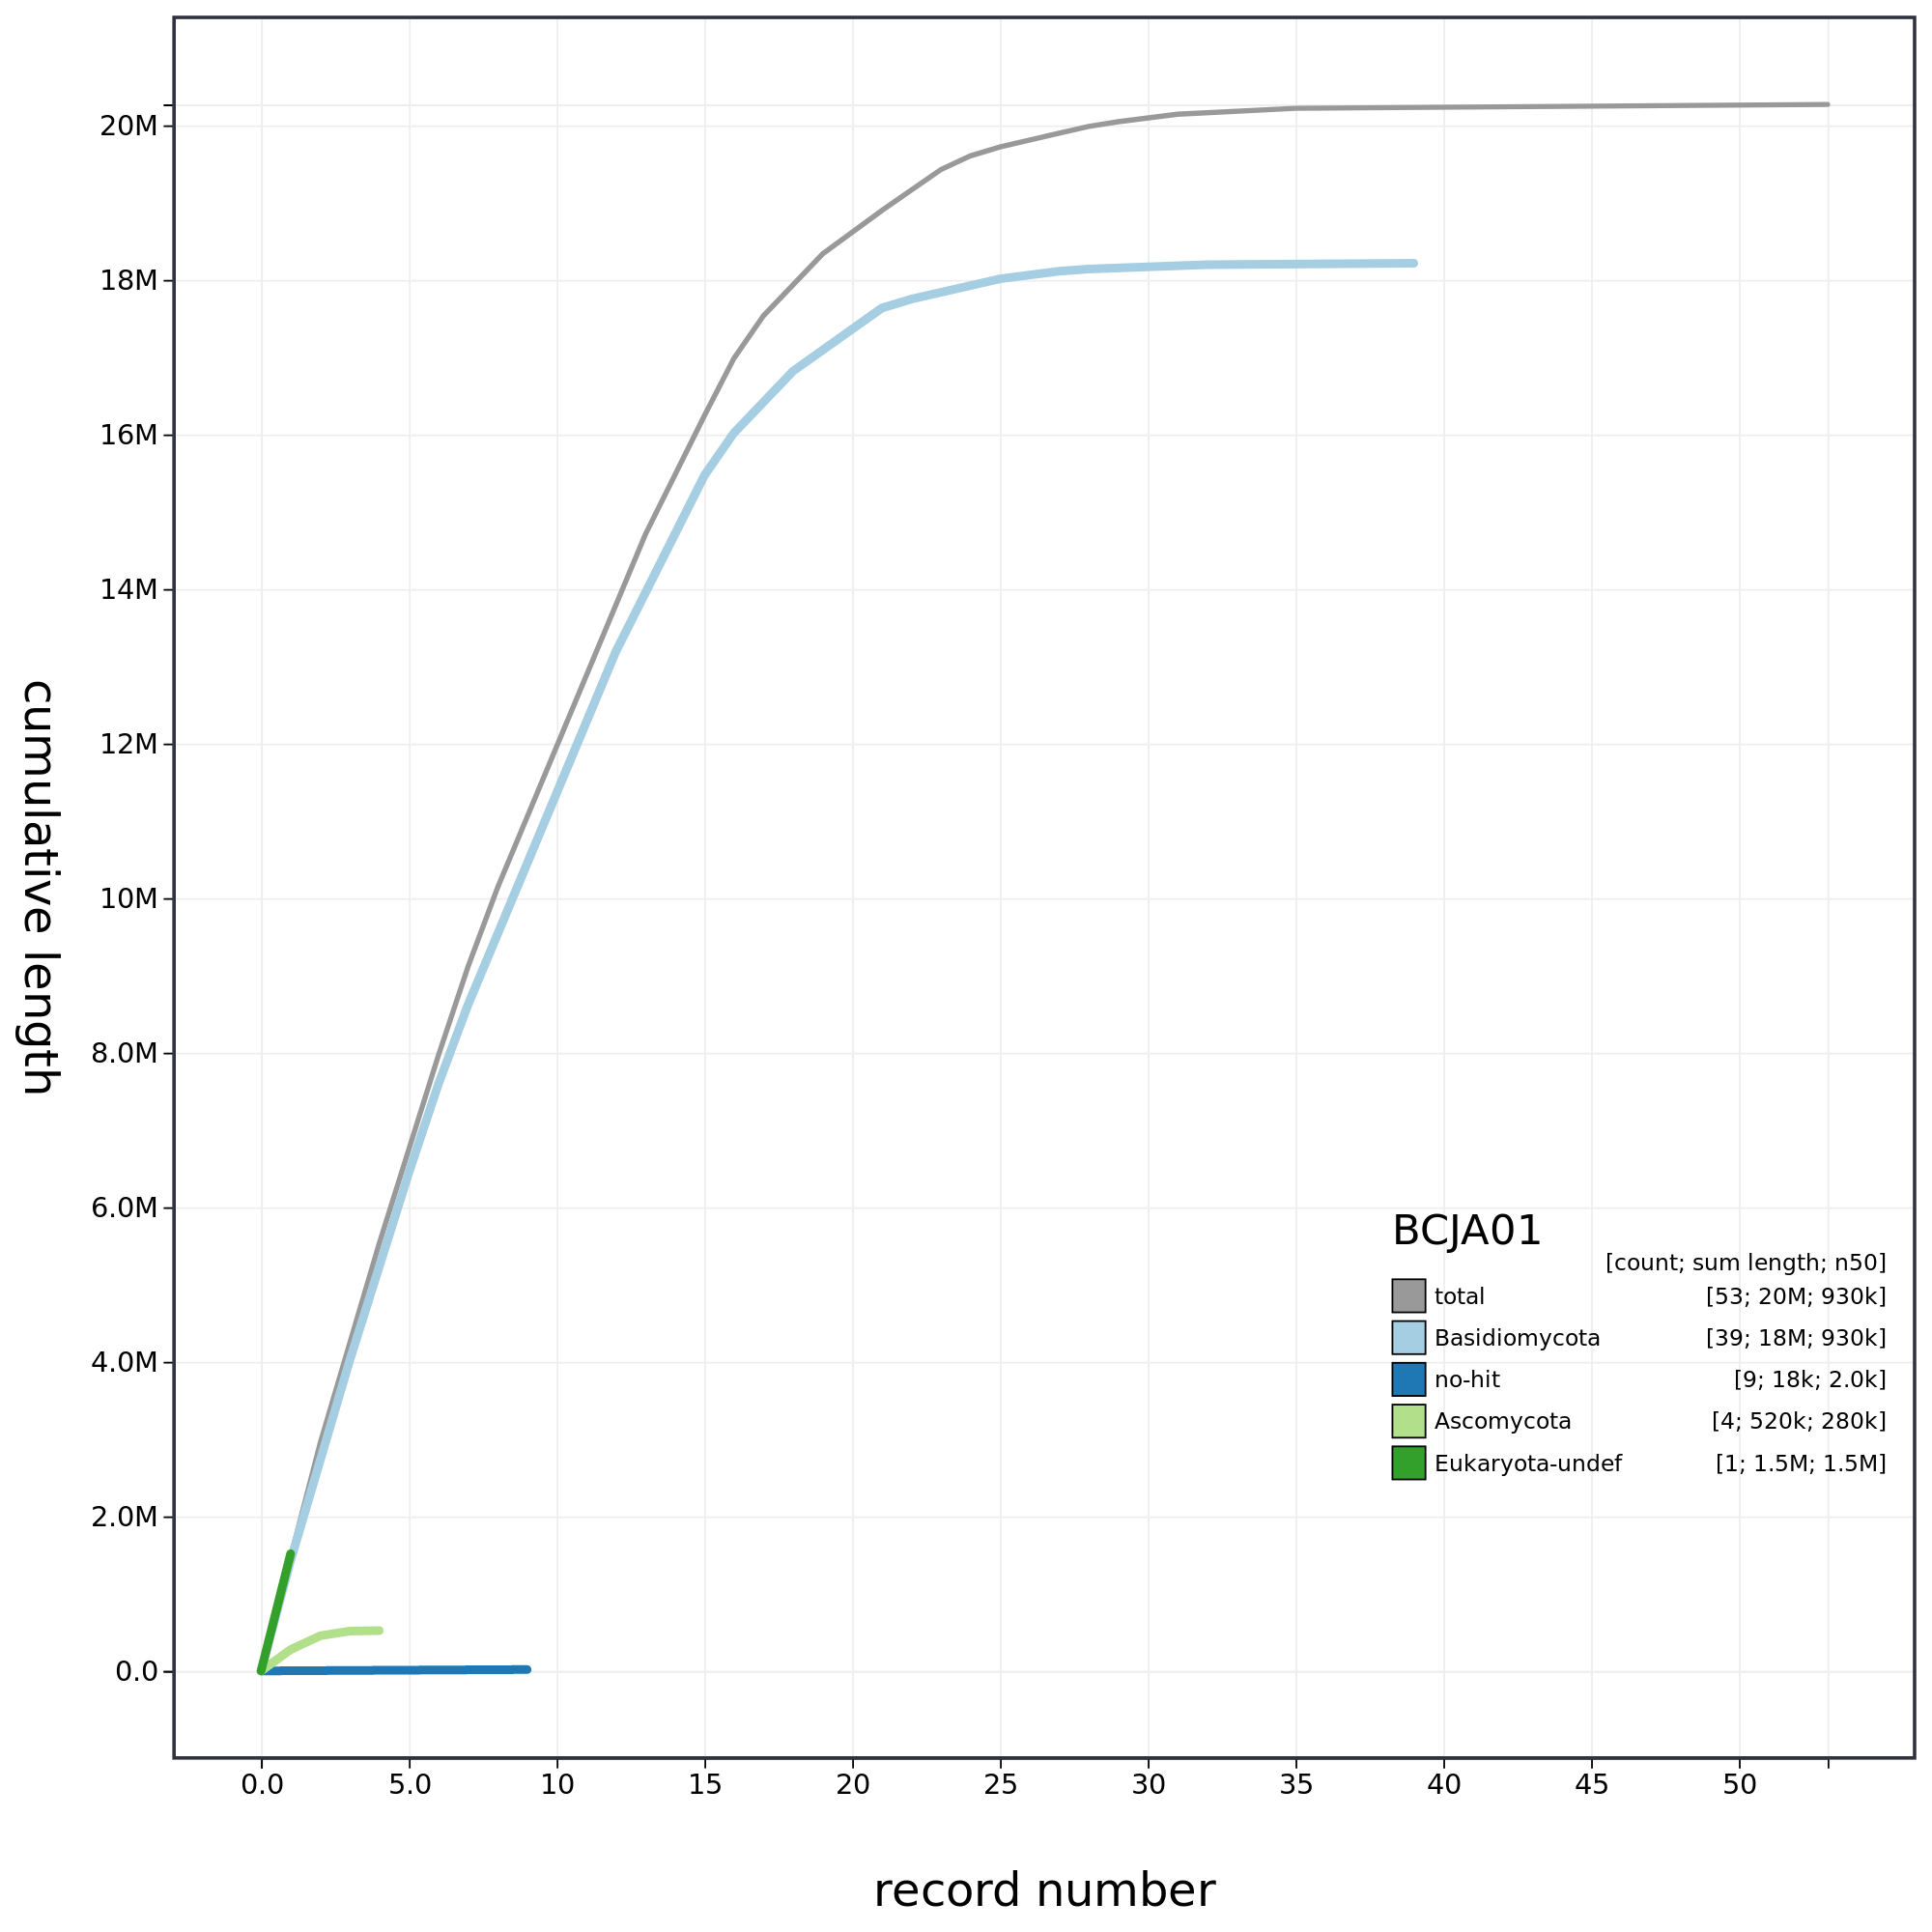 20M
18M
16M
14M
12M
10M
8.0M
6.0M
4.0M
2.0M
0.0
cumulative length
BCJA01
[count; sum length; n50]
total [53; 20M; 930k]
Basidiomycota [39; 18M; 930k]
no-hit [9; 18k; 2.0k]
Ascomycota [4; 520k; 280k]
Eukaryota-undef [1; 1.5M; 1.5M]
0.0 5.0 10 15 20 25 30 35 40 45 50
record number